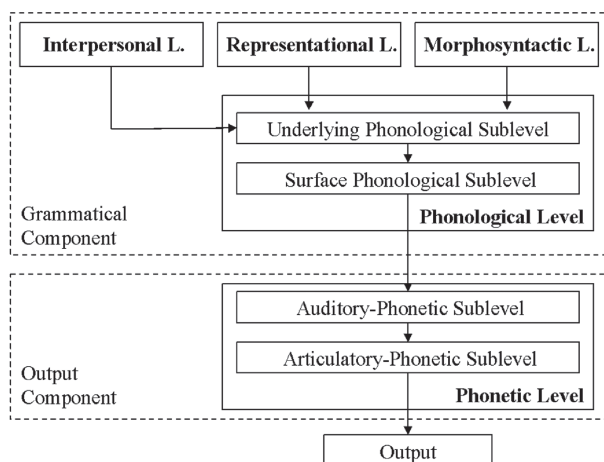 Interpersonal L.
Representational L.
Morphosyntactic L.
Underlying Phonological Sublevel
Surface Phonological Sublevel
Grammatical
Component
Phonological Level
Auditory-Phonetic Sublevel
Articulatory-Phonetic Sublevel
Output
Component
Phonetic Level
Output